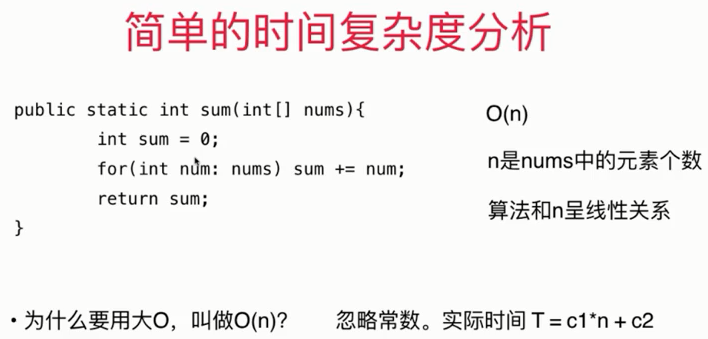 简单的时间复杂度分析
public static int sum(int[] nums){
int sum = 0;
for(int num: nums) sum += num;
return sum;
}
O(n)
n是nums中的元素个数
算法和n呈线性关系
•为什么要用大O，叫做O(n)?
忽略常数。实际时间 T = c1*n + c2